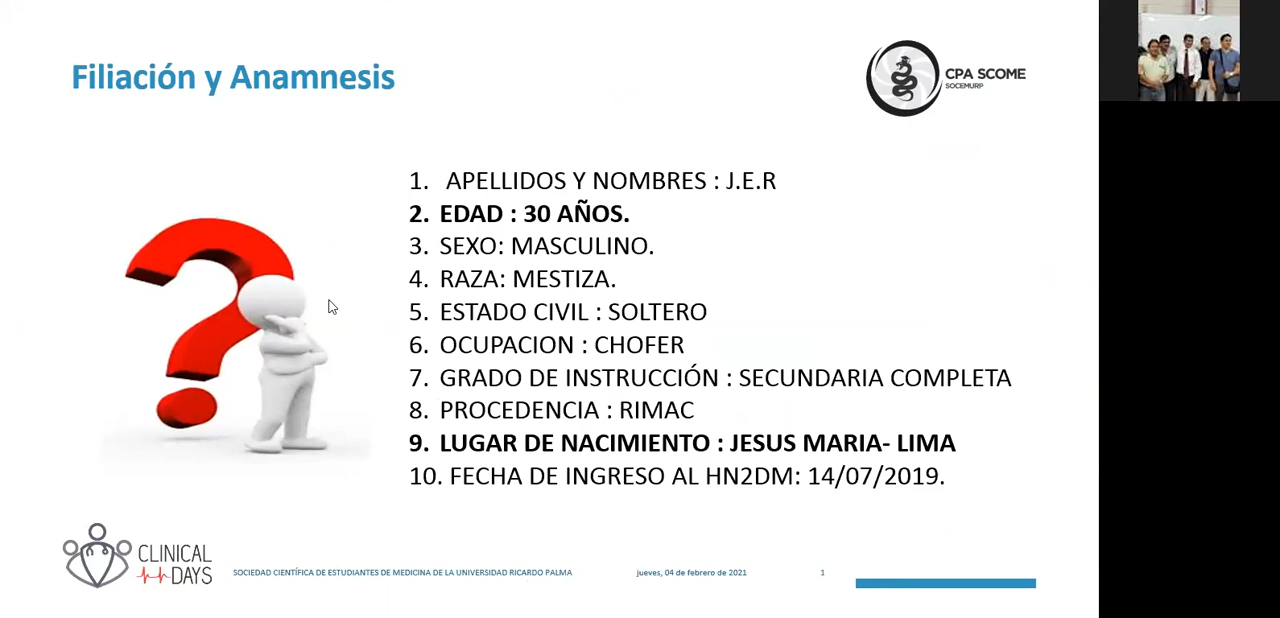 Filiación y Anamnesis
CPA SCOME
SOCEMURP
1. APELLIDOS Y NOMBRES : J.E.R
2. EDAD : 30 AÑOS.
3. SEXO: MASCULINO.
4. RAZA: MESTIZA.
5. ESTADO CIVIL : SOLTERO
6. OCUPACION : CHOFER
7. GRADO DE INSTRUCCIÓN : SECUNDARIA COMPLETA
8. PROCEDENCIA : RIMAC
9. LUGAR DE NACIMIENTO : JESUS MARIA- LIMA
10. FECHA DE INGRESO AL HN2DM: 14/07/2019.
CLINICAL
DAYS
SOCIEDAD CIENTÍFICA DE ESTUDIANTES DE MEDICINA DE LA UNIVERSIDAD RICARDO PALMA
jueves, 04 de febrero de 2021
1